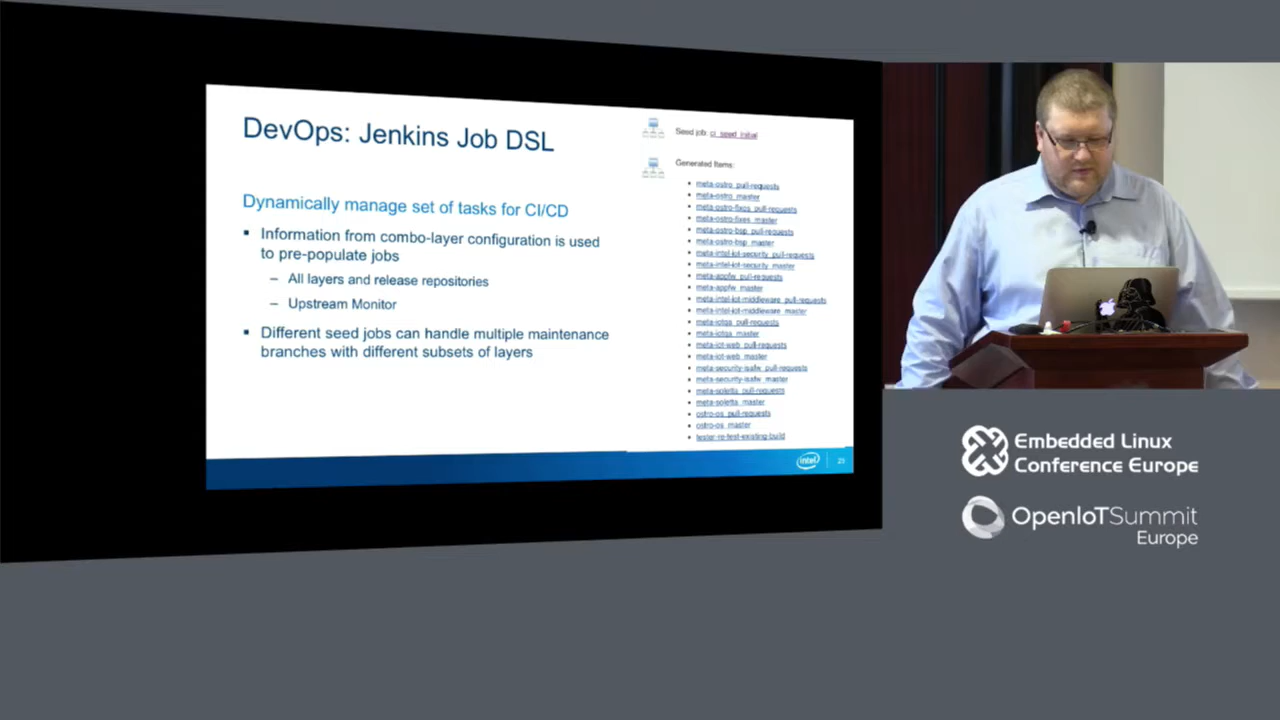 DevOps: Jenkins Job DSL
Dynamically manage set of tasks for CI/CD
Information from combo-layer configuration is used
to pre-populate jobs
– All layers and release repositories
– Upstream Monitor
Different seed jobs can handle multiple maintenance
branches with different subsets of layers
Seed job: ci_seed_initial
Generated Items:
meta-ostro_pull-requests
meta-ostro_master
meta-ostro-fixes_pull-requests
meta-ostro-fixes_master
meta-ostro-bsp_pull-requests
meta-ostro-bsp_master
meta-intel-iot-security_pull-requests
meta-intel-iot-security_master
meta-appfw_pull-requests
meta-appfw_master
meta-intel-iot-middleware_pull-requests
meta-intel-iot-middleware_master
meta-iotqa_pull-requests
meta-iotqa_master
meta-iot-web_pull-requests
meta-iot-web_master
meta-security-isafw_pull-requests
meta-security-isafw_master
meta-soletta_pull-requests
meta-soletta_master
ostro-os_pull-requests
ostro-os_master
tester-re-test-existing-build
intel
Embedded Linux
Conference Europe
OpenIoTSummit
Europe